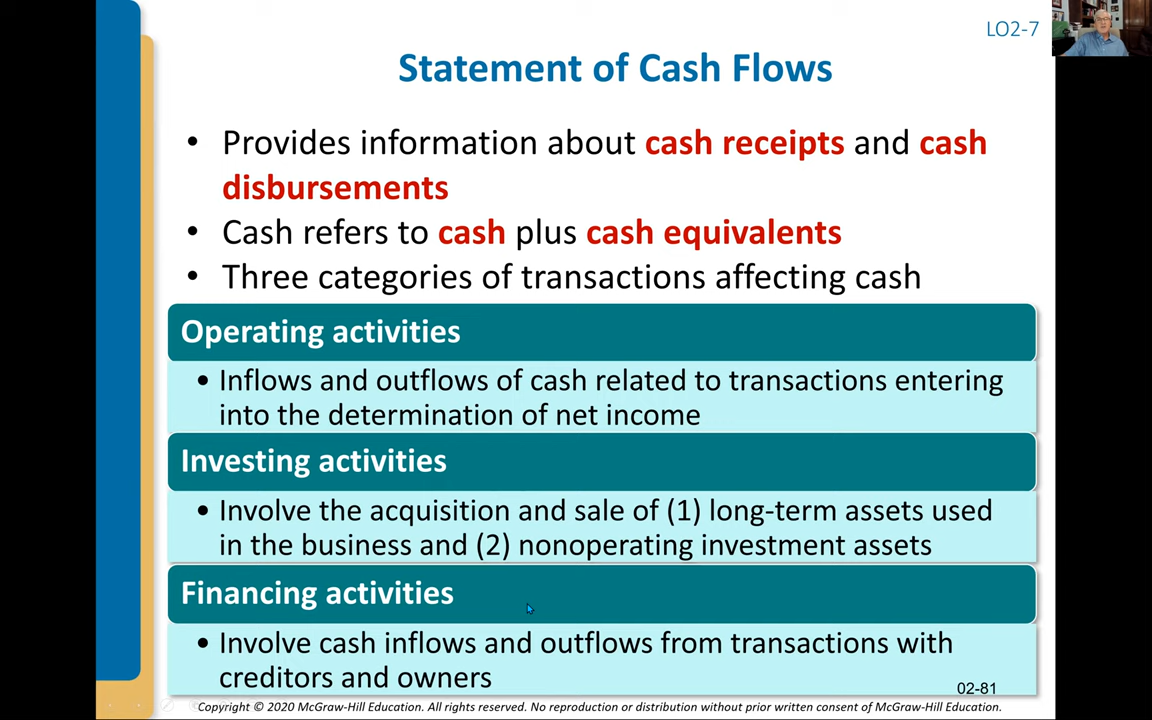 LO2-7
Statement of Cash Flows
• Provides information about cash receipts and cash
disbursements
• Cash refers to cash plus cash equivalents
• Three categories of transactions affecting cash
Operating activities
• Inflows and outflows of cash related to transactions entering
into the determination of net income
Investing activities
• Involve the acquisition and sale of (1) long-term assets used
in the business and (2) nonoperating investment assets
Financing activities
• Involve cash inflows and outflows from transactions with
creditors and owners
02-81
Copyright © 2020 McGraw-Hill Education. All rights reserved. No reproduction or distribution without prior written consent of McGraw-Hill Education.